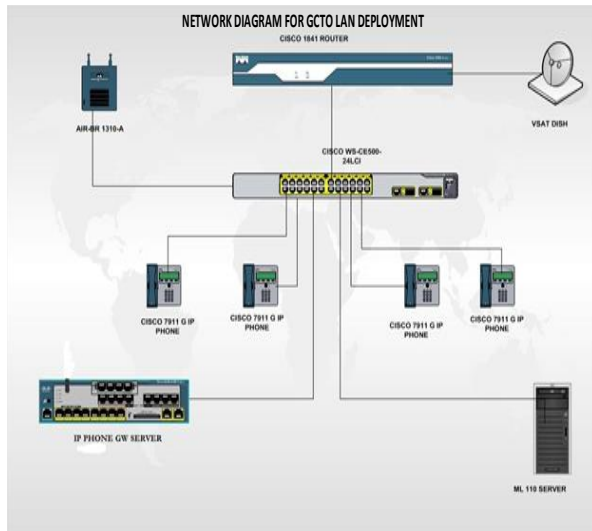 NETWORK DIAGRAM FOR GCTO LAN DEPLOYMENT
CISCO 1841 ROUTER
AIR-BR 1310-A
VSAT DISH
CISCO WS-CE500-
24LCI
CISCO 7911 G IP
PHONE
CISCO 7911 G IP
PHONE
CISCO 7911 G IP
PHONE
CISCO 7911 G IP
PHONE
IP PHONE GW SERVER
ML 110 SERVER